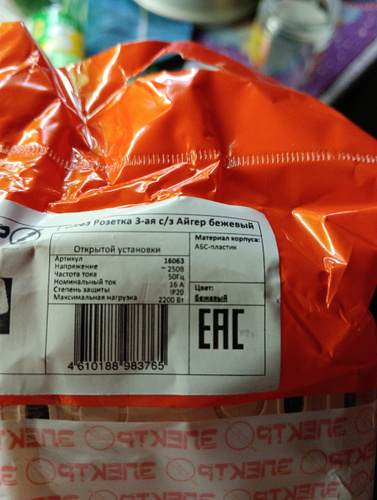 Розетка 3-ая с/з Айгер бежевый
Открытой установки
Артикул 16063
Напряжение ~ 250В
Частота тока 50Гц
Номинальный ток 16 А
Степень защиты IP20
Максимальная нагрузка 2200 Вт
Материал корпуса:
АБС-пластик
Цвет:
бежевый
EAC
4 610188 983765
ЭЛЕКТР ЭЛЕКТР